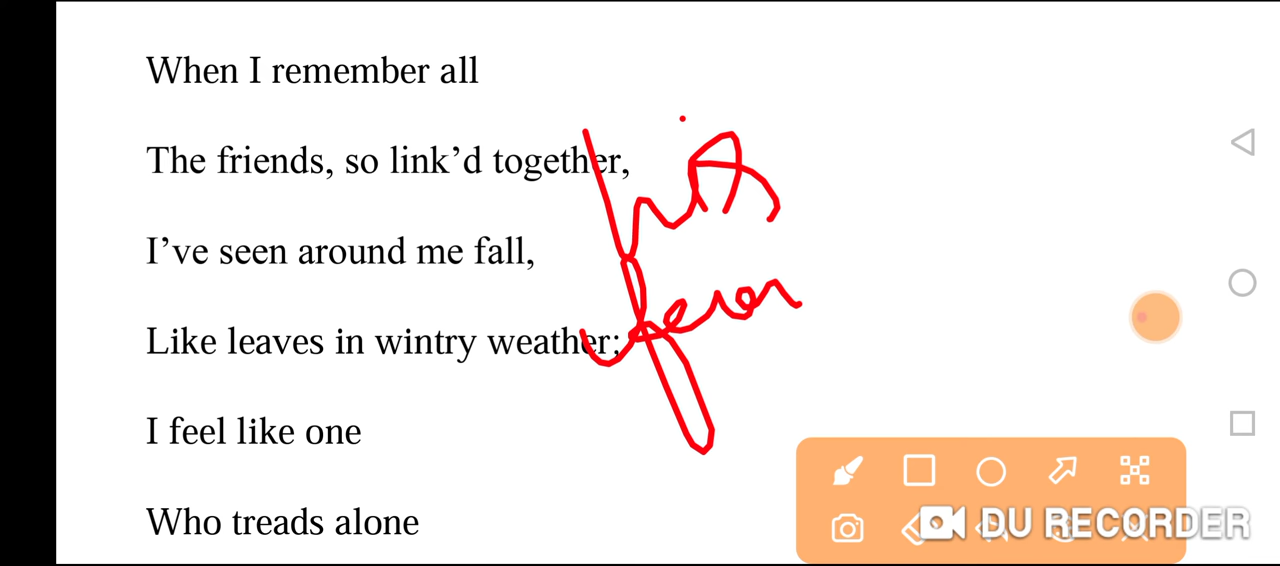 When I remember all
The friends, so link’d together,
his
I’ve seen around me fall,
Like leaves in wintry weather;
I feel like one
Who treads alone
DU RECORDER